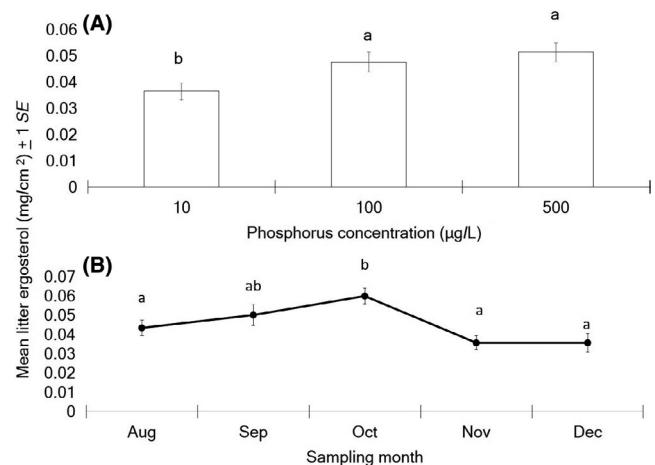 Mean litter ergosterol (mg/cm²) ± 1 SE
(A)
0.06
0.05
0.04
0.03
0.02
0.01
0
b
a
a
10 100 500
Phosphorus concentration (µg/L)
(B)
0.07
0.06
0.05
0.04
0.03
0.02
0.01
0
a
ab
b
a
a
Aug Sep Oct Nov Dec
Sampling month